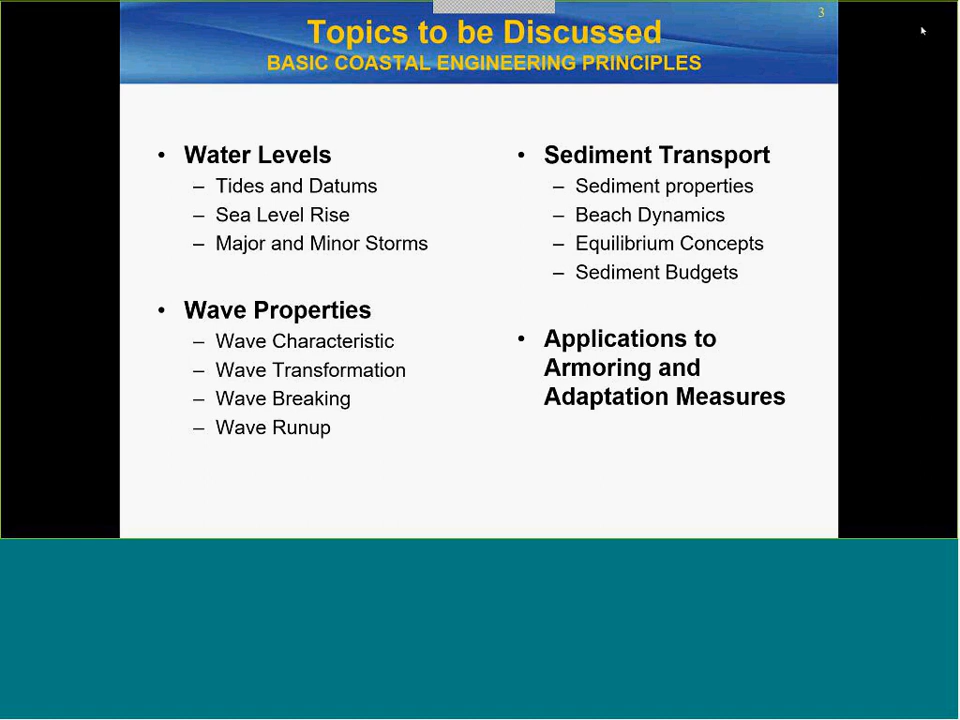 3
Topics to be Discussed
BASIC COASTAL ENGINEERING PRINCIPLES
• Water Levels
– Tides and Datums
– Sea Level Rise
– Major and Minor Storms
• Wave Properties
– Wave Characteristic
– Wave Transformation
– Wave Breaking
– Wave Runup
• Sediment Transport
– Sediment properties
– Beach Dynamics
– Equilibrium Concepts
– Sediment Budgets
• Applications to
Armoring and
Adaptation Measures